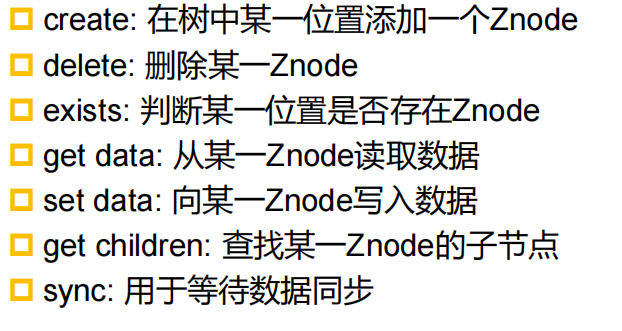 create: 在树中某一位置添加一个Znode
delete: 删除某一Znode
exists: 判断某一位置是否存在Znode
get data: 从某一Znode读取数据
set data: 向某一Znode写入数据
get children: 查找某一Znode的子节点
sync: 用于等待数据同步